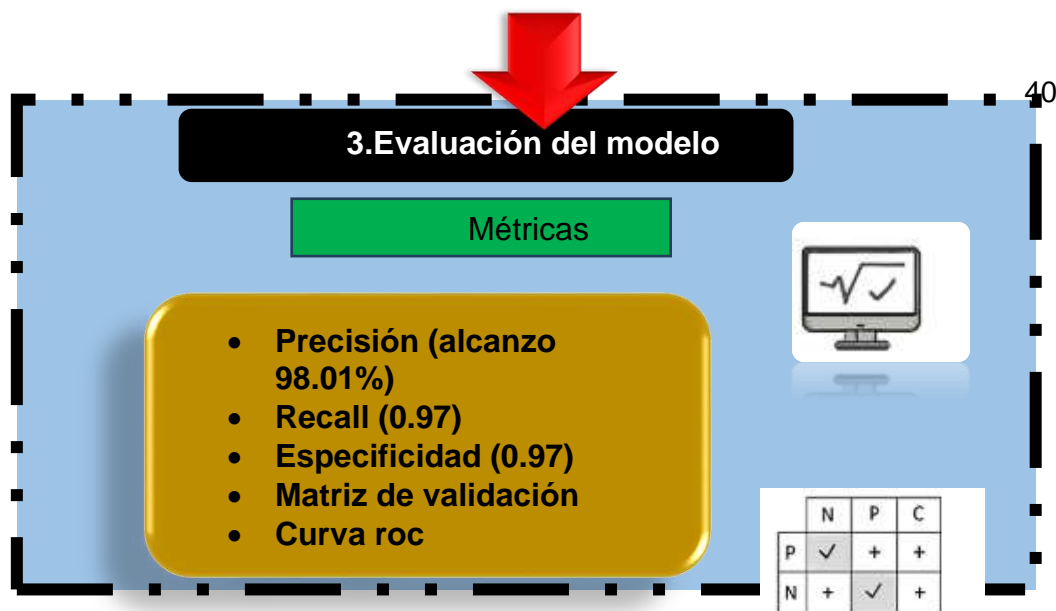 40
3.Evaluación del modelo
Métricas
• Precisión (alcanzo
98.01%)
• Recall (0.97)
• Especificidad (0.97)
• Matriz de validación
• Curva roc
N P C
P ✓ + +
N + ✓ +